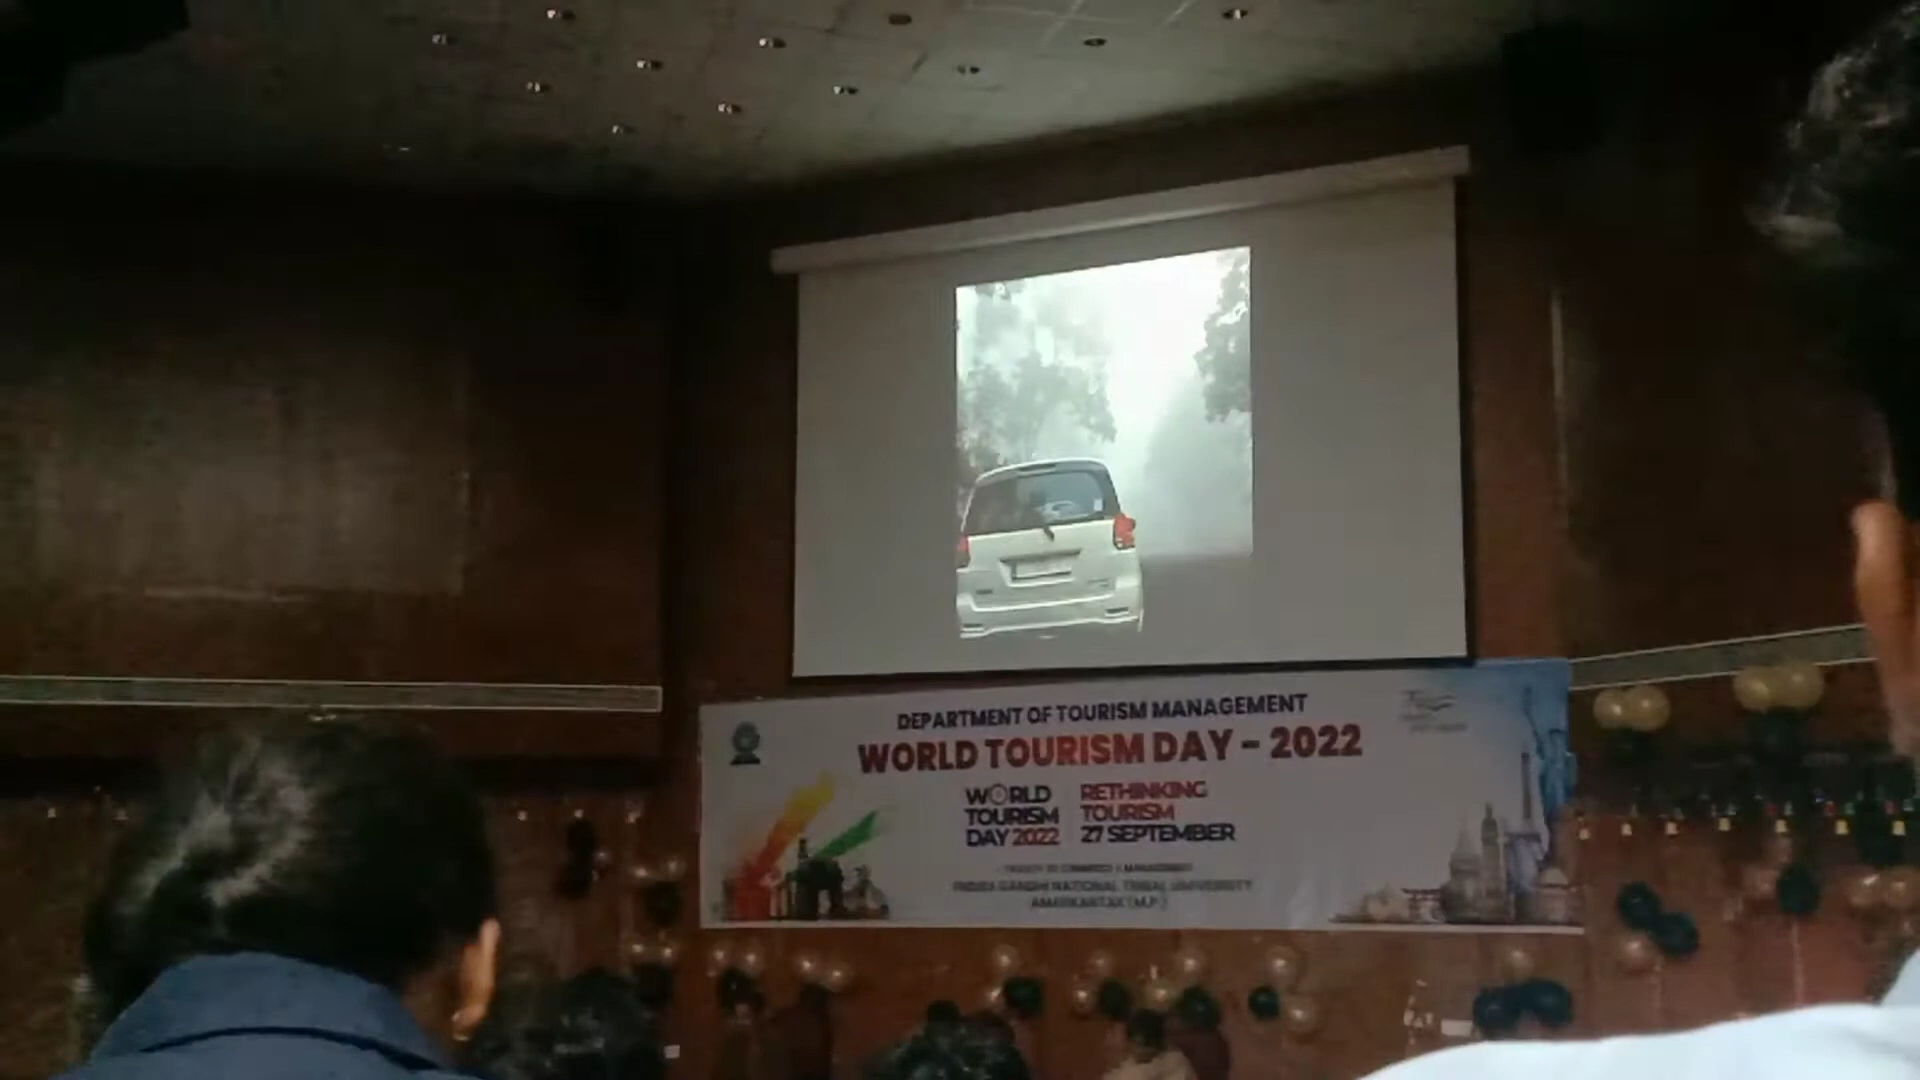 DEPARTMENT OF TOURISM MANAGEMENT
WORLD TOURISM DAY - 2022
WORLD
TOURISM
DAY 2022
RETHINKING
TOURISM
27 SEPTEMBER
INDIRA GANDHI NATIONAL TRIBAL UNIVERSITY
AMARKANTAK (M.P.)